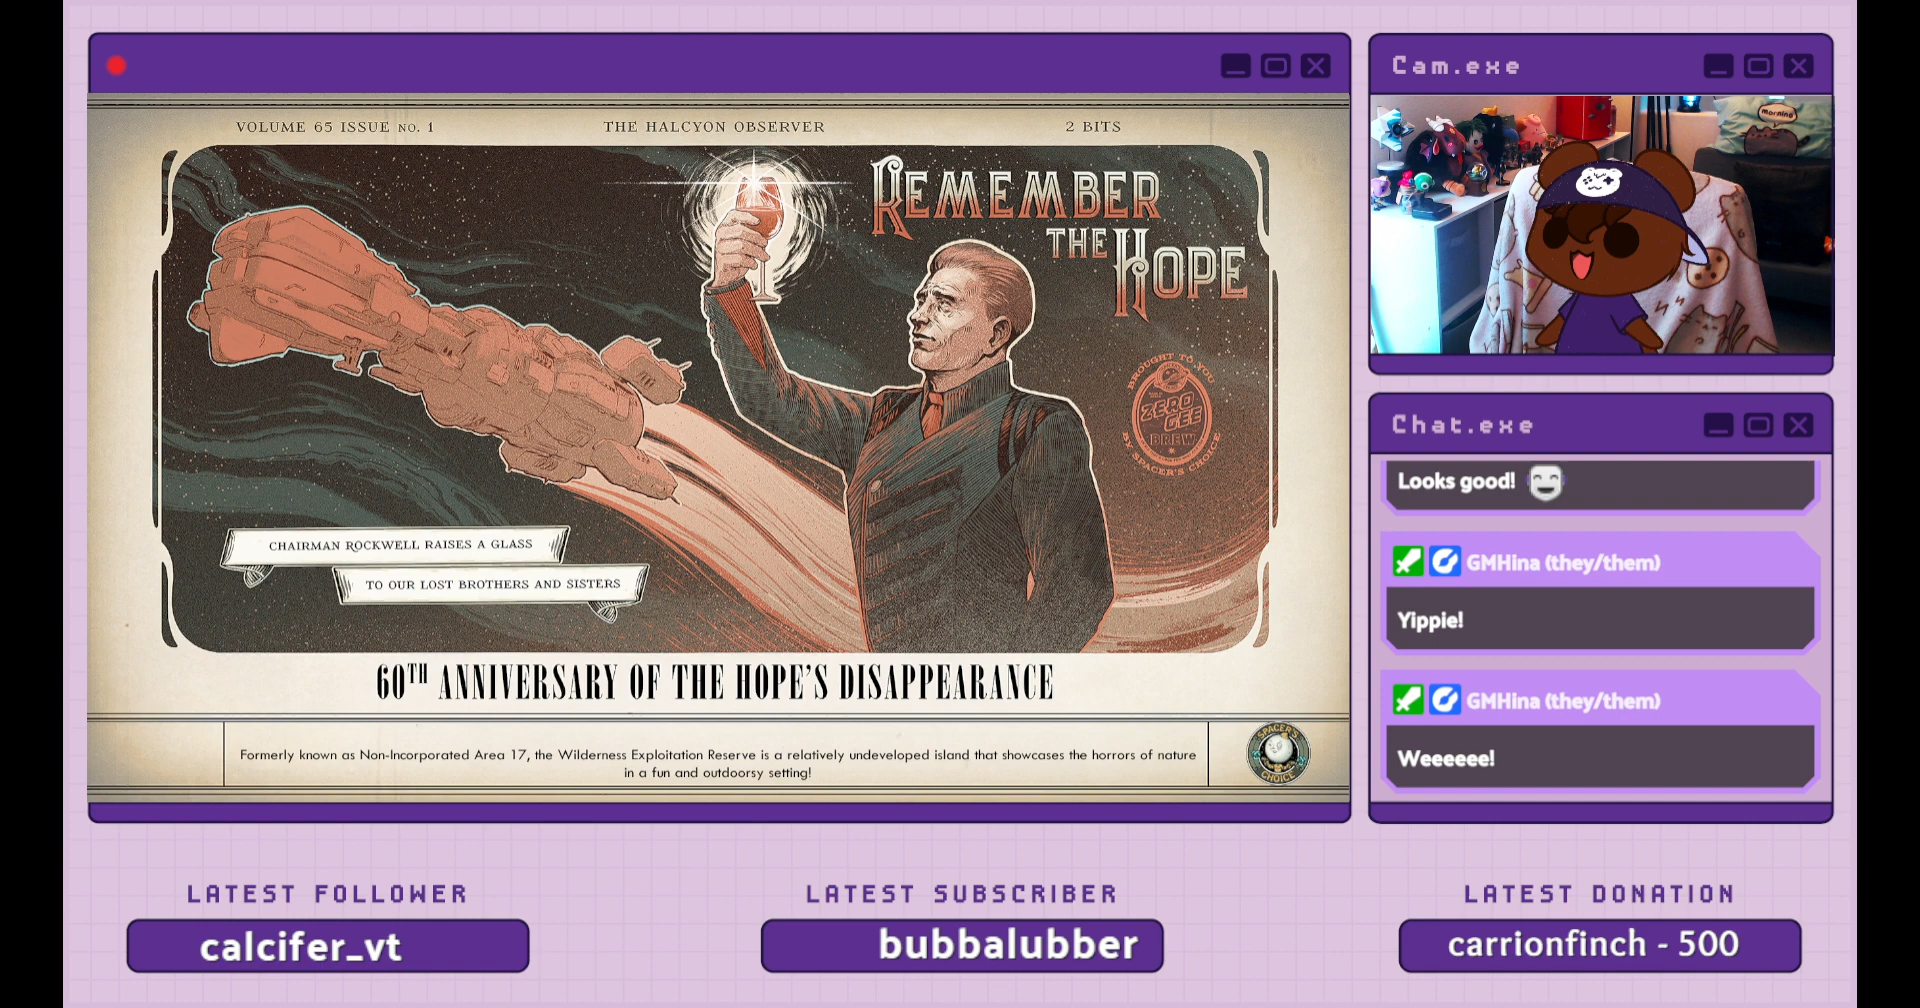 Cam.exe
VOLUME 65 ISSUE NO. 1
THE HALCYON OBSERVER
2 BITS
REMEMBER
THE HOPE
morning
BROUGHT TO YOU
ZERO
GEE
BREW
BY SPACER'S CHOICE
CHAIRMAN ROCKWELL RAISES A GLASS
TO OUR LOST BROTHERS AND SISTERS
60TH ANNIVERSARY OF THE HOPE'S DISAPPEARANCE
Formerly known as Non-Incorporated Area 17, the Wilderness Exploitation Reserve is a relatively undeveloped island that showcases the horrors of nature
in a fun and outdoorsy setting!
SPACER'S
CHOICE
Chat.exe
Looks good!
GMHina (they/them)
Yippie!
GMHina (they/them)
Weeeeee!
LATEST FOLLOWER
calcifer_vt
LATEST SUBSCRIBER
bubbalubber
LATEST DONATION
carrionfinch - 500